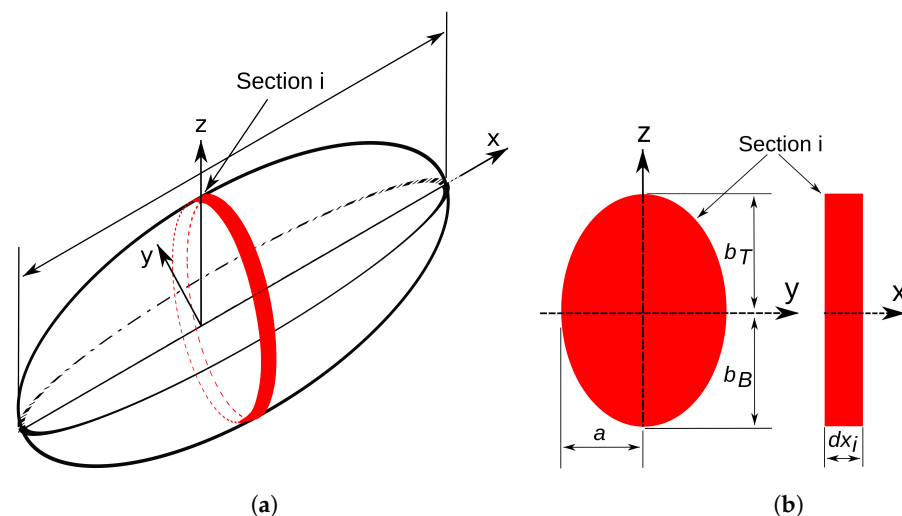 Section i
z
x
y
(a)
z
Section i
b_T
y
x
b_B
a
dx_i
(b)